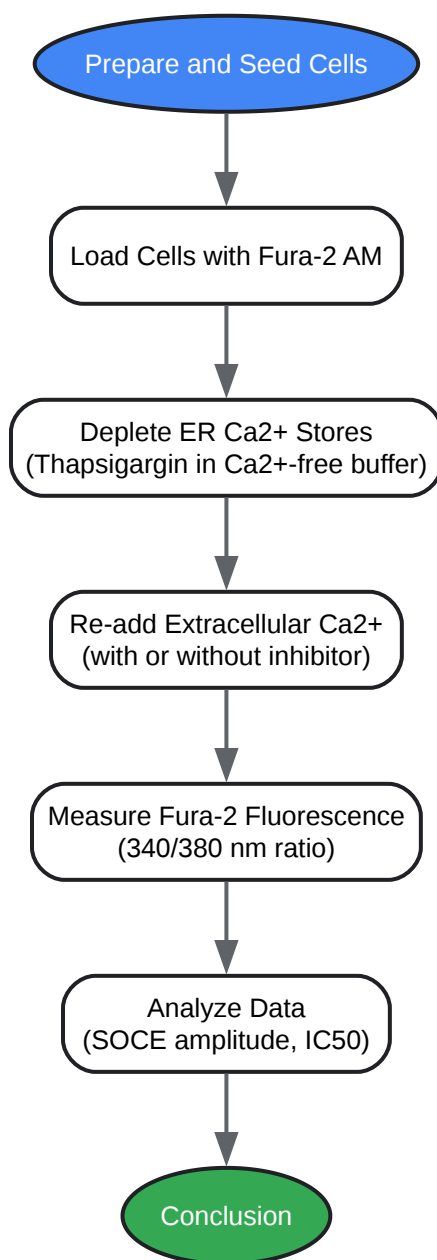 Prepare and Seed Cells
Load Cells with Fura-2 AM
Deplete ER Ca2+ Stores
(Thapsigargin in Ca2+-free buffer)
Re-add Extracellular Ca2+
(with or without inhibitor)
Measure Fura-2 Fluorescence
(340/380 nm ratio)
Analyze Data
(SOCE amplitude, IC50)
Conclusion